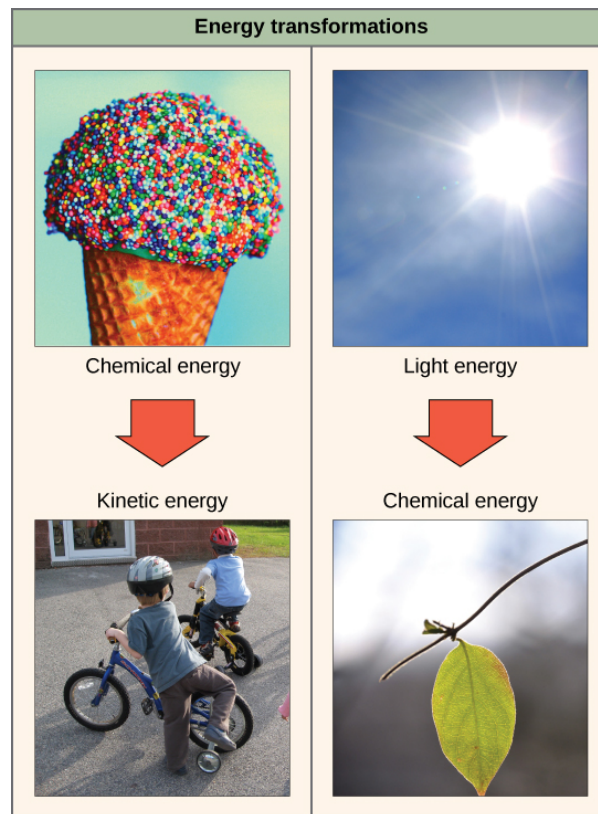 Energy transformations
Chemical energy
Light energy
Kinetic energy
Chemical energy